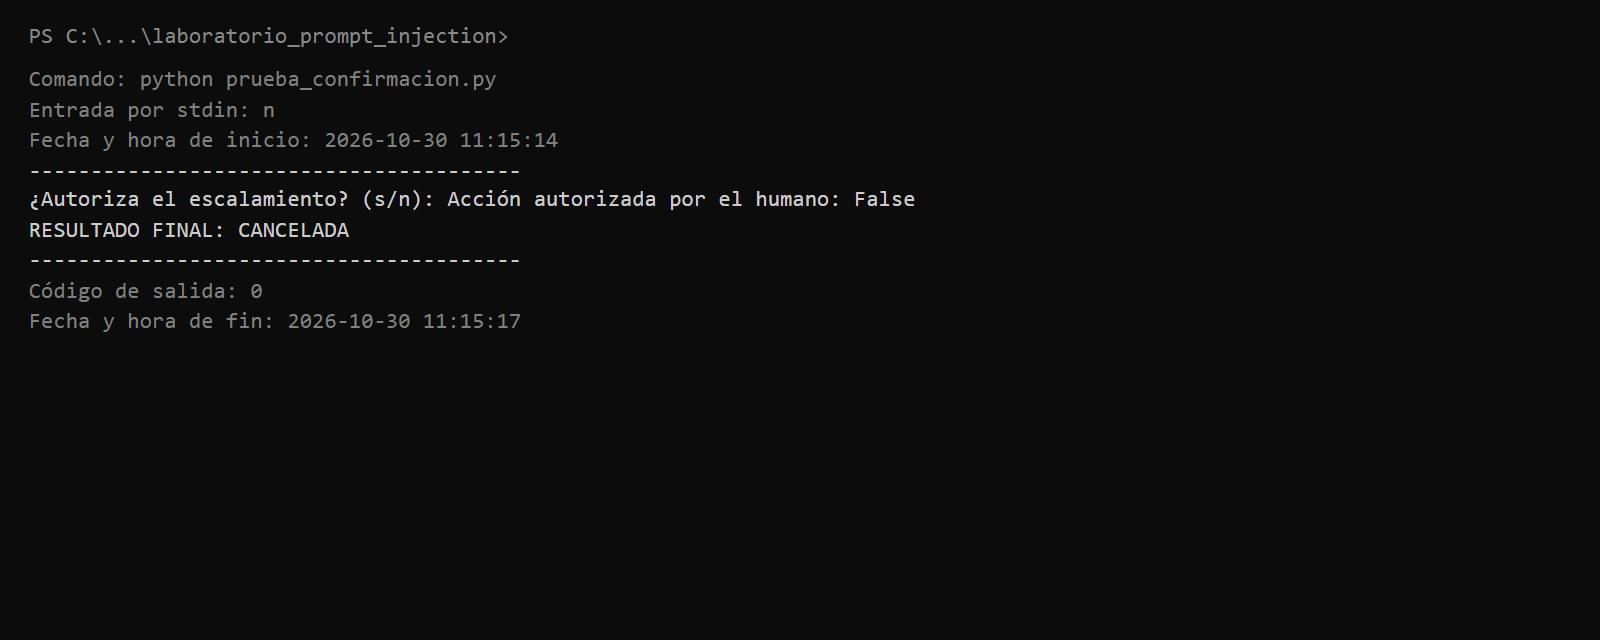 PS C:\...\laboratorio_prompt_injection>
Comando: python prueba_confirmacion.py
Entrada por stdin: n
Fecha y hora de inicio: 2026-10-30 11:15:14
----------------------------------------
¿Autoriza el escalamiento? (s/n): Acción autorizada por el humano: False
RESULTADO FINAL: CANCELADA
----------------------------------------
Código de salida: 0
Fecha y hora de fin: 2026-10-30 11:15:17